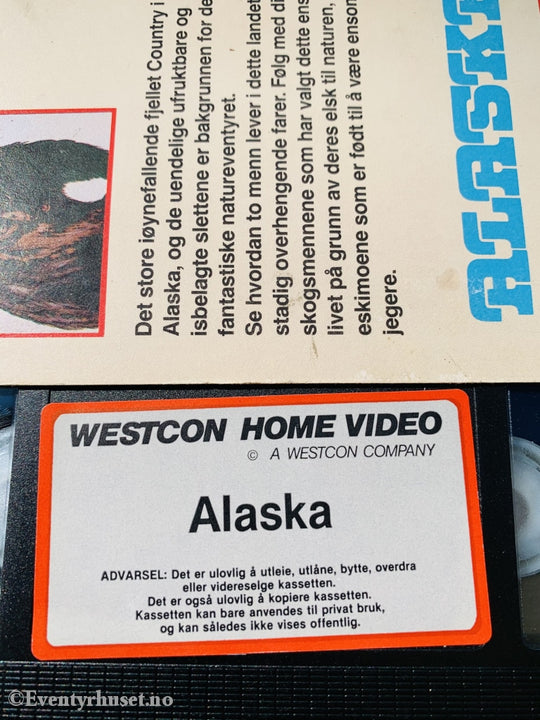 Det store iøynefallende fjellet Country i
Alaska, og de uendelige ufruktbare og
isbelagte slettene er bakgrunnen for de
fantastiske natureventyret.
Se hvordan to menn lever i dette landet
stadig overhengende farer. Følg med di
skogsmennene som har valgt dette ens
livet på grunn av deres elsk til naturen,
eskimoene som er født til å være enson
jegere.
ALASK
WESTCON HOME VIDEO
© A WESTCON COMPANY
Alaska
ADVARSEL: Det er ulovlig å utleie, utlåne, bytte, overdra
eller videreselge kassetten.
Det er også ulovlig å kopiere kassetten.
Kassetten kan bare anvendes til privat bruk,
og kan således ikke vises offentlig.
©Eventyrhuset.no